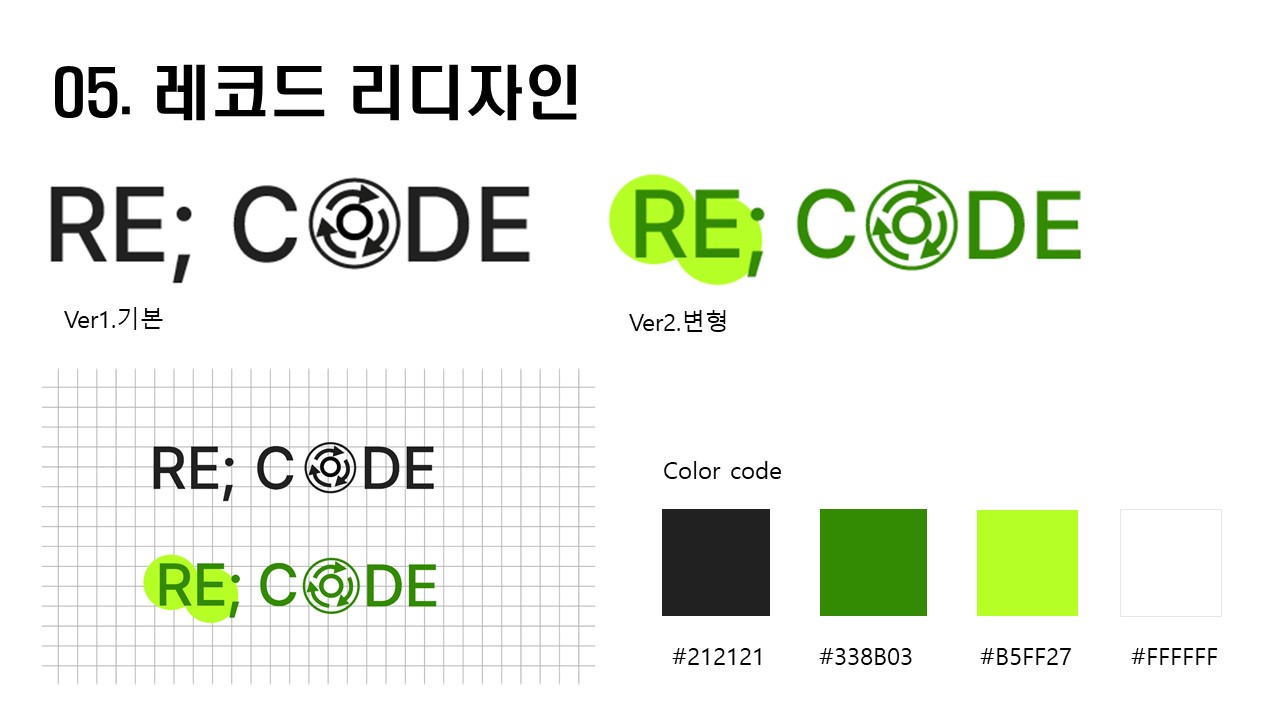 05. 레코드 리디자인
RE; CODE
RE; CODE
Ver1.기본
Ver2.변형
RE; CODE
RE; CODE
Color code
#212121
#338B03
#B5FF27
#FFFFFF